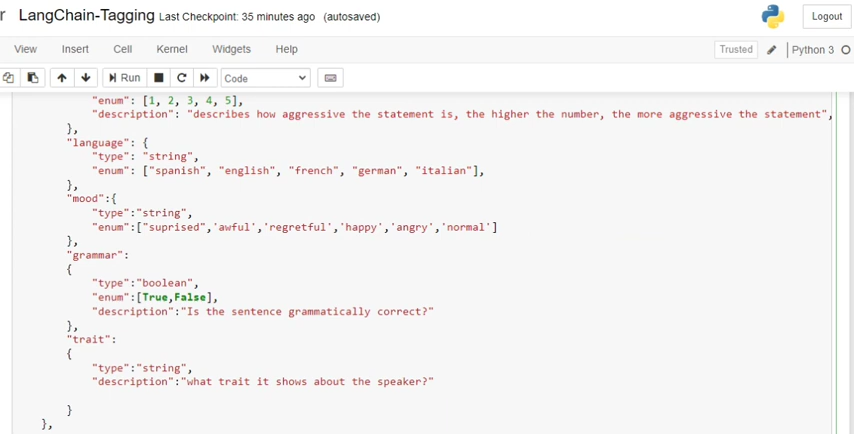 r LangChain-Tagging Last Checkpoint: 35 minutes ago (autosaved) Logout
View Insert Cell Kernel Widgets Help Trusted Python 3
Run Code
"enum": [1, 2, 3, 4, 5],
"description": "describes how aggressive the statement is, the higher the number, the more aggressive the statement",
},
"language": {
"type": "string",
"enum": ["spanish", "english", "french", "german", "italian"],
},
"mood":{
"type":"string",
"enum":["suprised",'awful','regretful','happy','angry','normal']
},
"grammar":
{
"type":"boolean",
"enum":[True,False],
"description":"Is the sentence grammatically correct?"
},
"trait":
{
"type":"string",
"description":"what trait it shows about the speaker?"
}
},